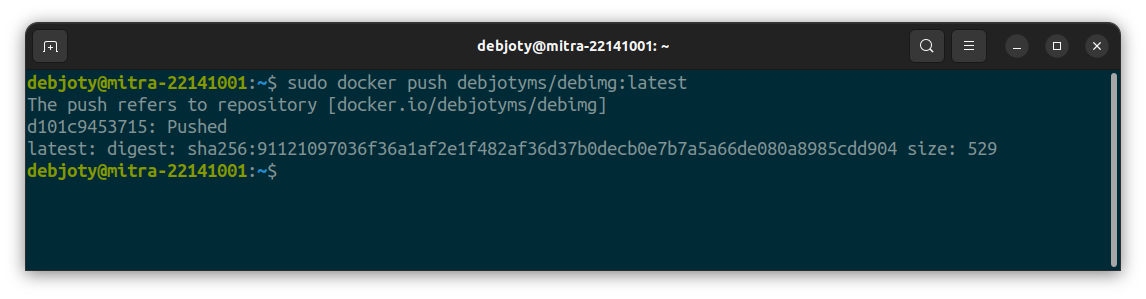 debjoty@mitra-22141001: ~
debjoty@mitra-22141001:~$ sudo docker push debjotyms/debimg:latest
The push refers to repository [docker.io/debjotyms/debimg]
d101c9453715: Pushed
latest: digest: sha256:91121097036f36a1af2e1f482af36d37b0decb0e7b7a5a66de080a8985cdd904 size: 529
debjoty@mitra-22141001:~$